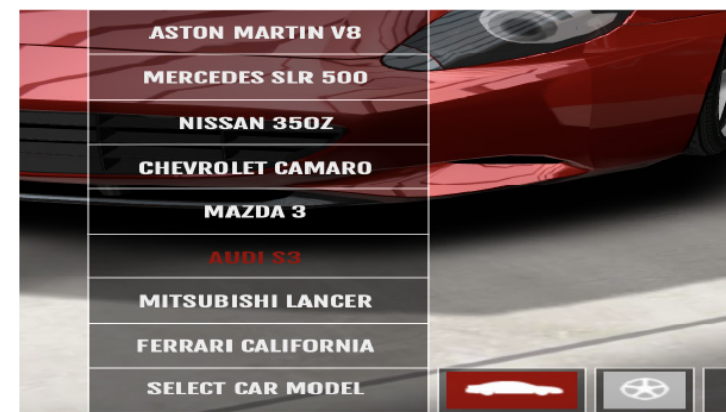 ASTON MARTIN V8
MERCEDES SLR 500
NISSAN 350Z
CHEVROLET CAMARO
MAZDA 3
AUDI S3
MITSUBISHI LANCER
FERRARI CALIFORNIA
SELECT CAR MODEL